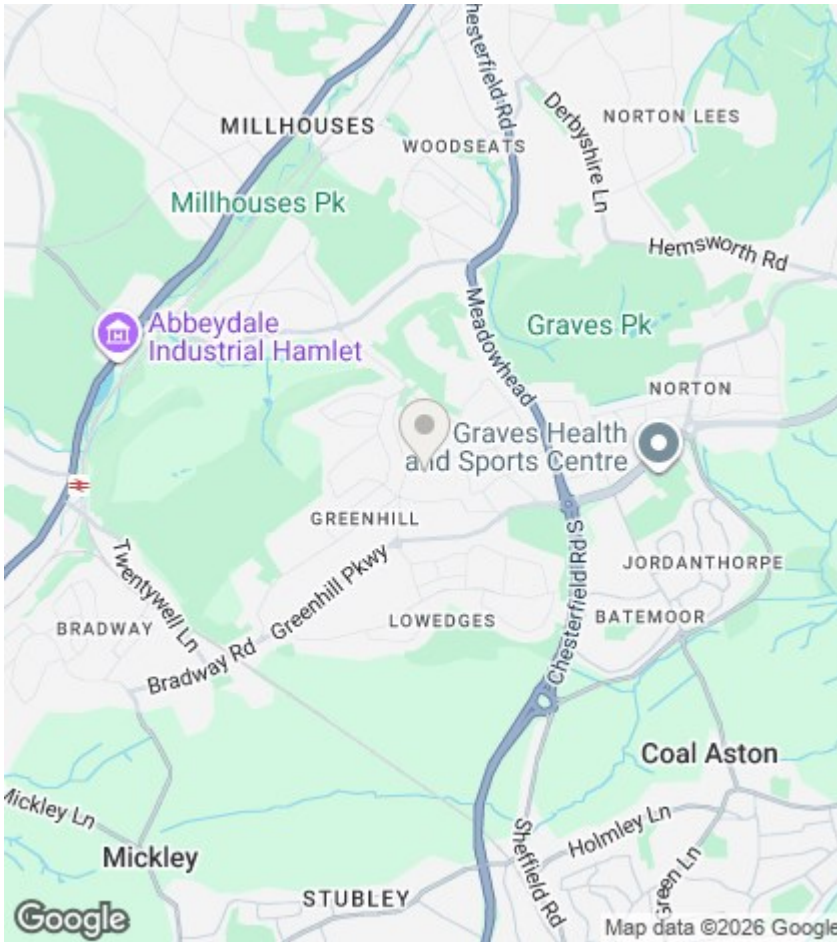 hesterfield Rd
Derbyshire Ln
NORTON LEES
MILLHOUSES
WOODSEATS
Millhouses Pk
Hemsworth Rd
Meadowhead
Abbeydale
Industrial Hamlet
Graves Pk
NORTON
Graves Health
and Sports Centre
GREENHILL
Chesterfield Rd S
JORDANTHORPE
Twentywell Ln
Greenhill Pkwy
BRADWAY
LOWEDGES
BATEMOOR
Bradway Rd
Coal Aston
Mickley Ln
Mickley
Holmley Ln
Sheffield Rd
Green Ln
STUBLEY
Google
Map data ©2026 Google